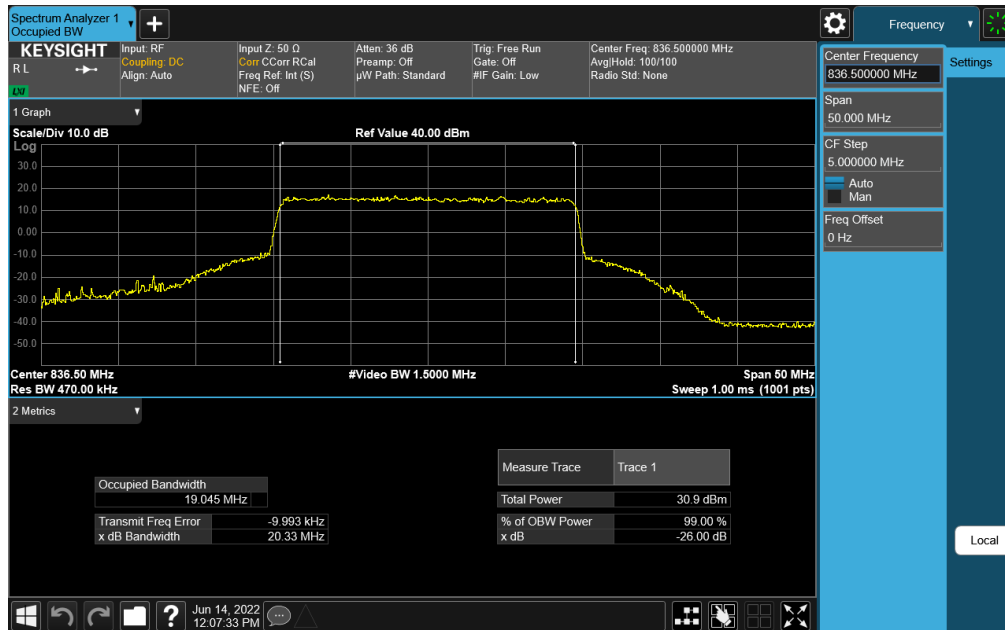 Spectrum Analyzer 1
Occupied BW
+
Frequency
KEYSIGHT
R L
LXI
Input: RF
Coupling: DC
Align: Auto
Input Z: 50 Ω
Corr CCorr RCal
Freq Ref: Int (S)
NFE: Off
Atten: 36 dB
Preamp: Off
µW Path: Standard
Trig: Free Run
Gate: Off
#IF Gain: Low
Center Freq: 836.500000 MHz
Avg|Hold: 100/100
Radio Std: None
Center Frequency
836.500000 MHz
Settings
Span
50.000 MHz
CF Step
5.000000 MHz
Auto
Man
Freq Offset
0 Hz
Local
1 Graph
Scale/Div 10.0 dB
Ref Value 40.00 dBm
Log
30.0
20.0
10.0
0.00
-10.0
-20.0
-30.0
-40.0
-50.0
Center 836.50 MHz
#Video BW 1.5000 MHz
Span 50 MHz
Res BW 470.00 kHz
Sweep 1.00 ms (1001 pts)
2 Metrics
Occupied Bandwidth
19.045 MHz
Transmit Freq Error -9.993 kHz
x dB Bandwidth 20.33 MHz
Measure Trace Trace 1
Total Power 30.9 dBm
% of OBW Power 99.00 %
x dB -26.00 dB
?
Jun 14, 2022
12:07:33 PM